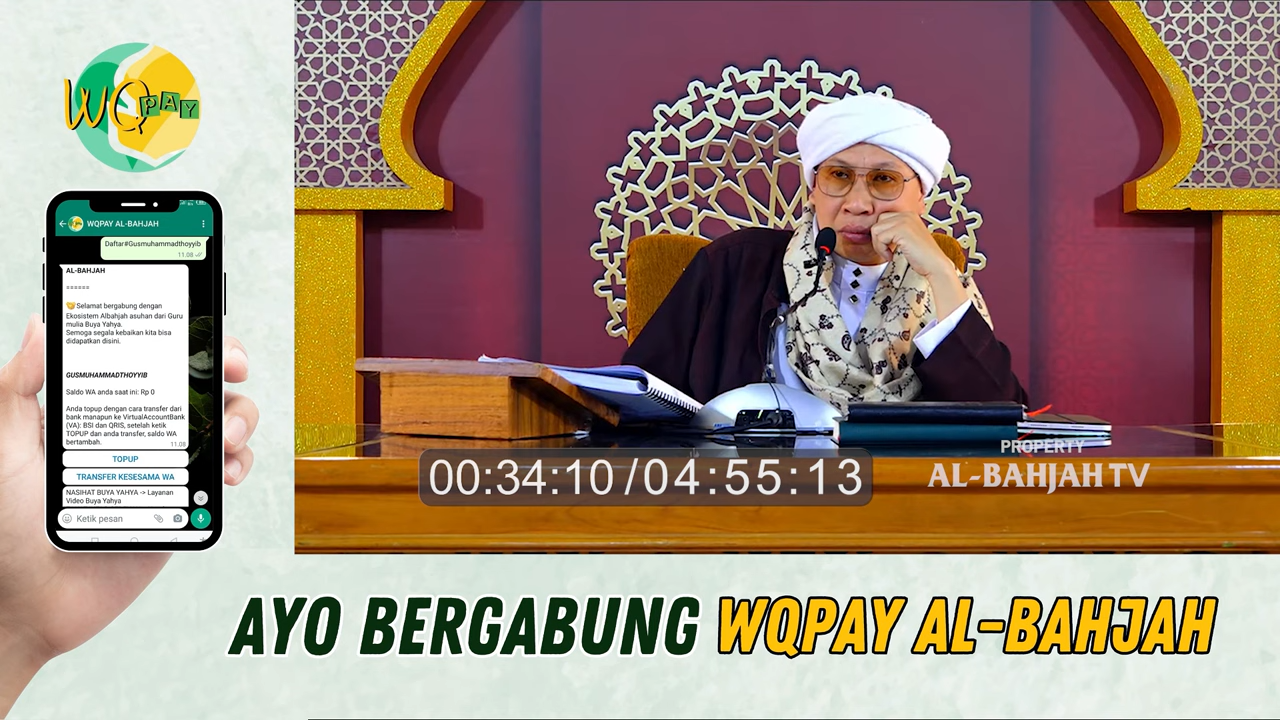 WQPAY
WQPAY AL-BAHJAH
Daftar#Gusmuhammadthoyyib
11.08
AL-BAHJAH
======
Selamat bergabung dengan
Ekosistem Albahjah asuhan dari Guru
mulia Buya Yahya.
Semoga segala kebaikan kita bisa
didapatkan disini.
GUSMUHAMMADTHOYYIB
Saldo WA anda saat ini: Rp 0
Anda topup dengan cara transfer dari
bank manapun ke VirtualAccountBank
(VA): BSI dan QRIS, setelah ketik
TOPUP dan anda transfer, saldo WA
bertambah.
11.08
TOPUP
TRANSFER KESESAMA WA
NASIHAT BUYA YAHYA -> Layanan
Video Buya Yahya
Ketik pesan
00:34:10/04:55:13
PROPERTY
AL-BAHJAH TV
AYO BERGABUNG WQPAY AL-BAHJAH